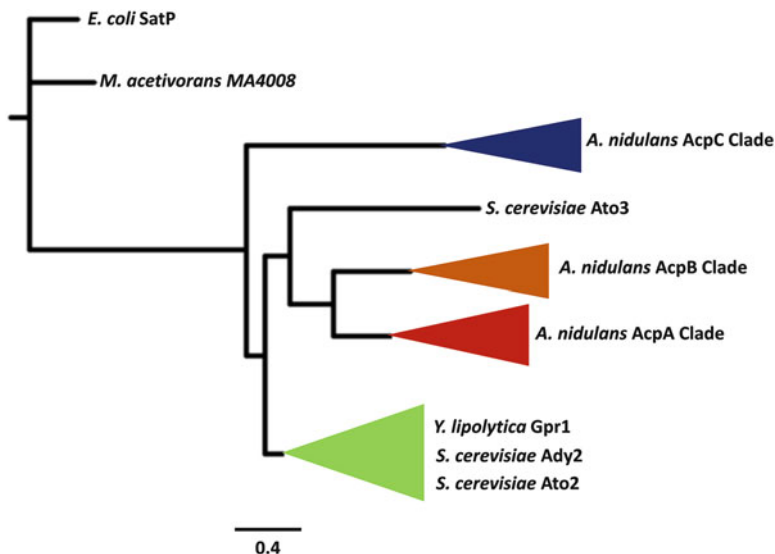 E. coli SatP
M. acetivorans MA4008
A. nidulans AcpC Clade
S. cerevisiae Ato3
A. nidulans AcpB Clade
A. nidulans AcpA Clade
Y. lipolytica Gpr1
S. cerevisiae Ady2
S. cerevisiae Ato2
0.4